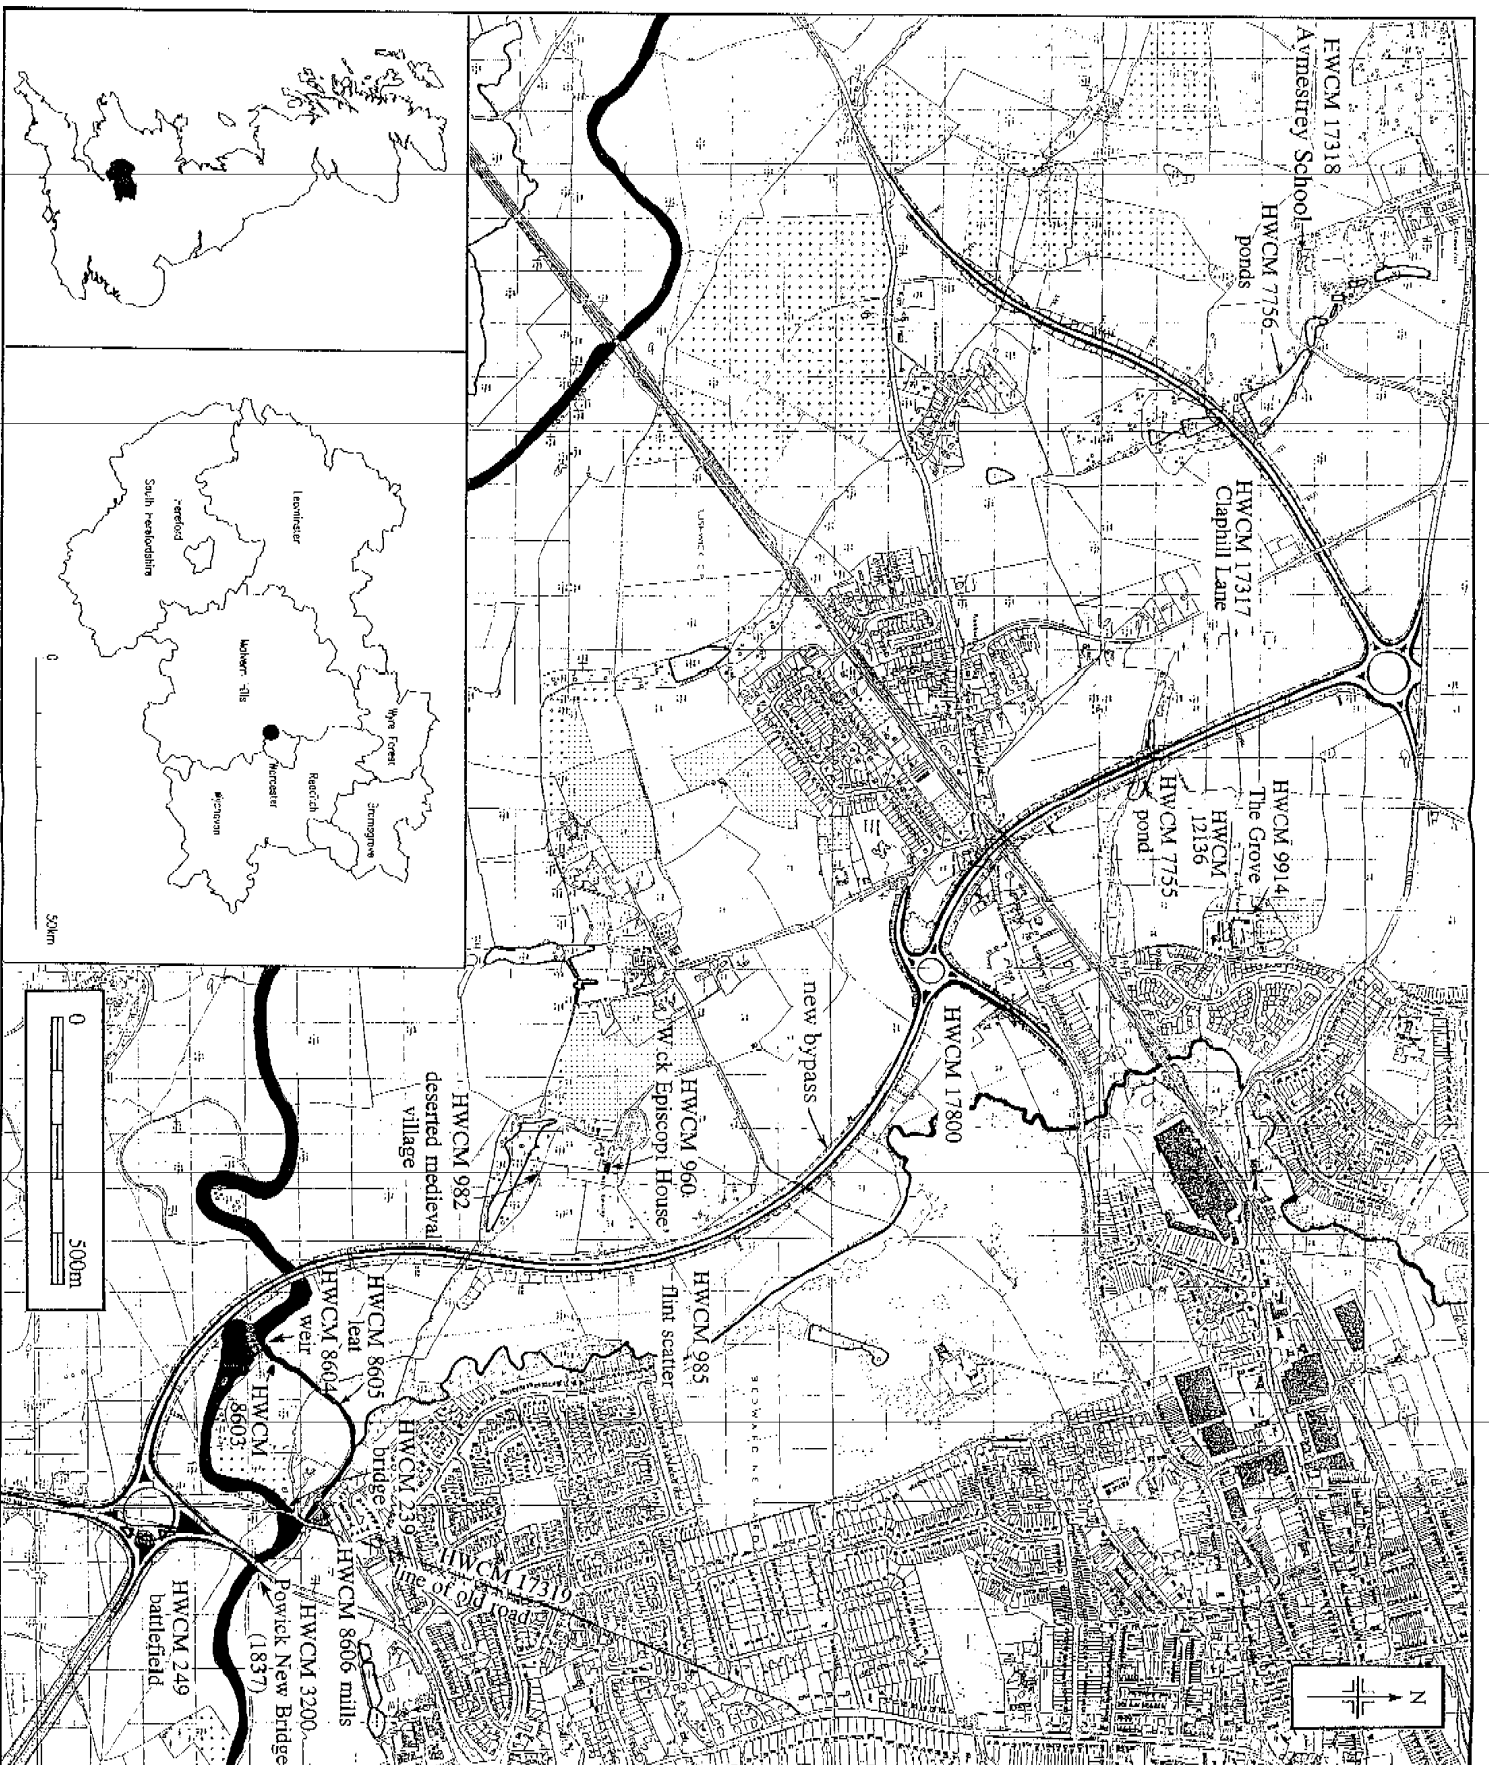 HWCM 17318
Aymestrey School
HWCM 7756
ponds
HWCM 17317
Claphill Lane
HWCM 9914
The Grove
HWCM
12136
HWCM 7755
pond
HWCM 17800
new bypass
HWCM 960
W ck Episcopi House'
HWCM 982
deserted medieval
village
HWCM 985
flint scatter
HWCM 8605
leat
HWCM 8604
weir
HWCM
8603
HWCM 239
bridge
HWCM 17319
line of old road
HWCM 8606 mills
HWCM 3200
Powick New Bridge
(1837)
HWCM 249
battlefield
N
0
500m
Leominster
Hereford
South Herefordshire
Malvern Hills
Wyre Forest
Bromsgrove
Redditch
Worcester
Wychavon
0
50km